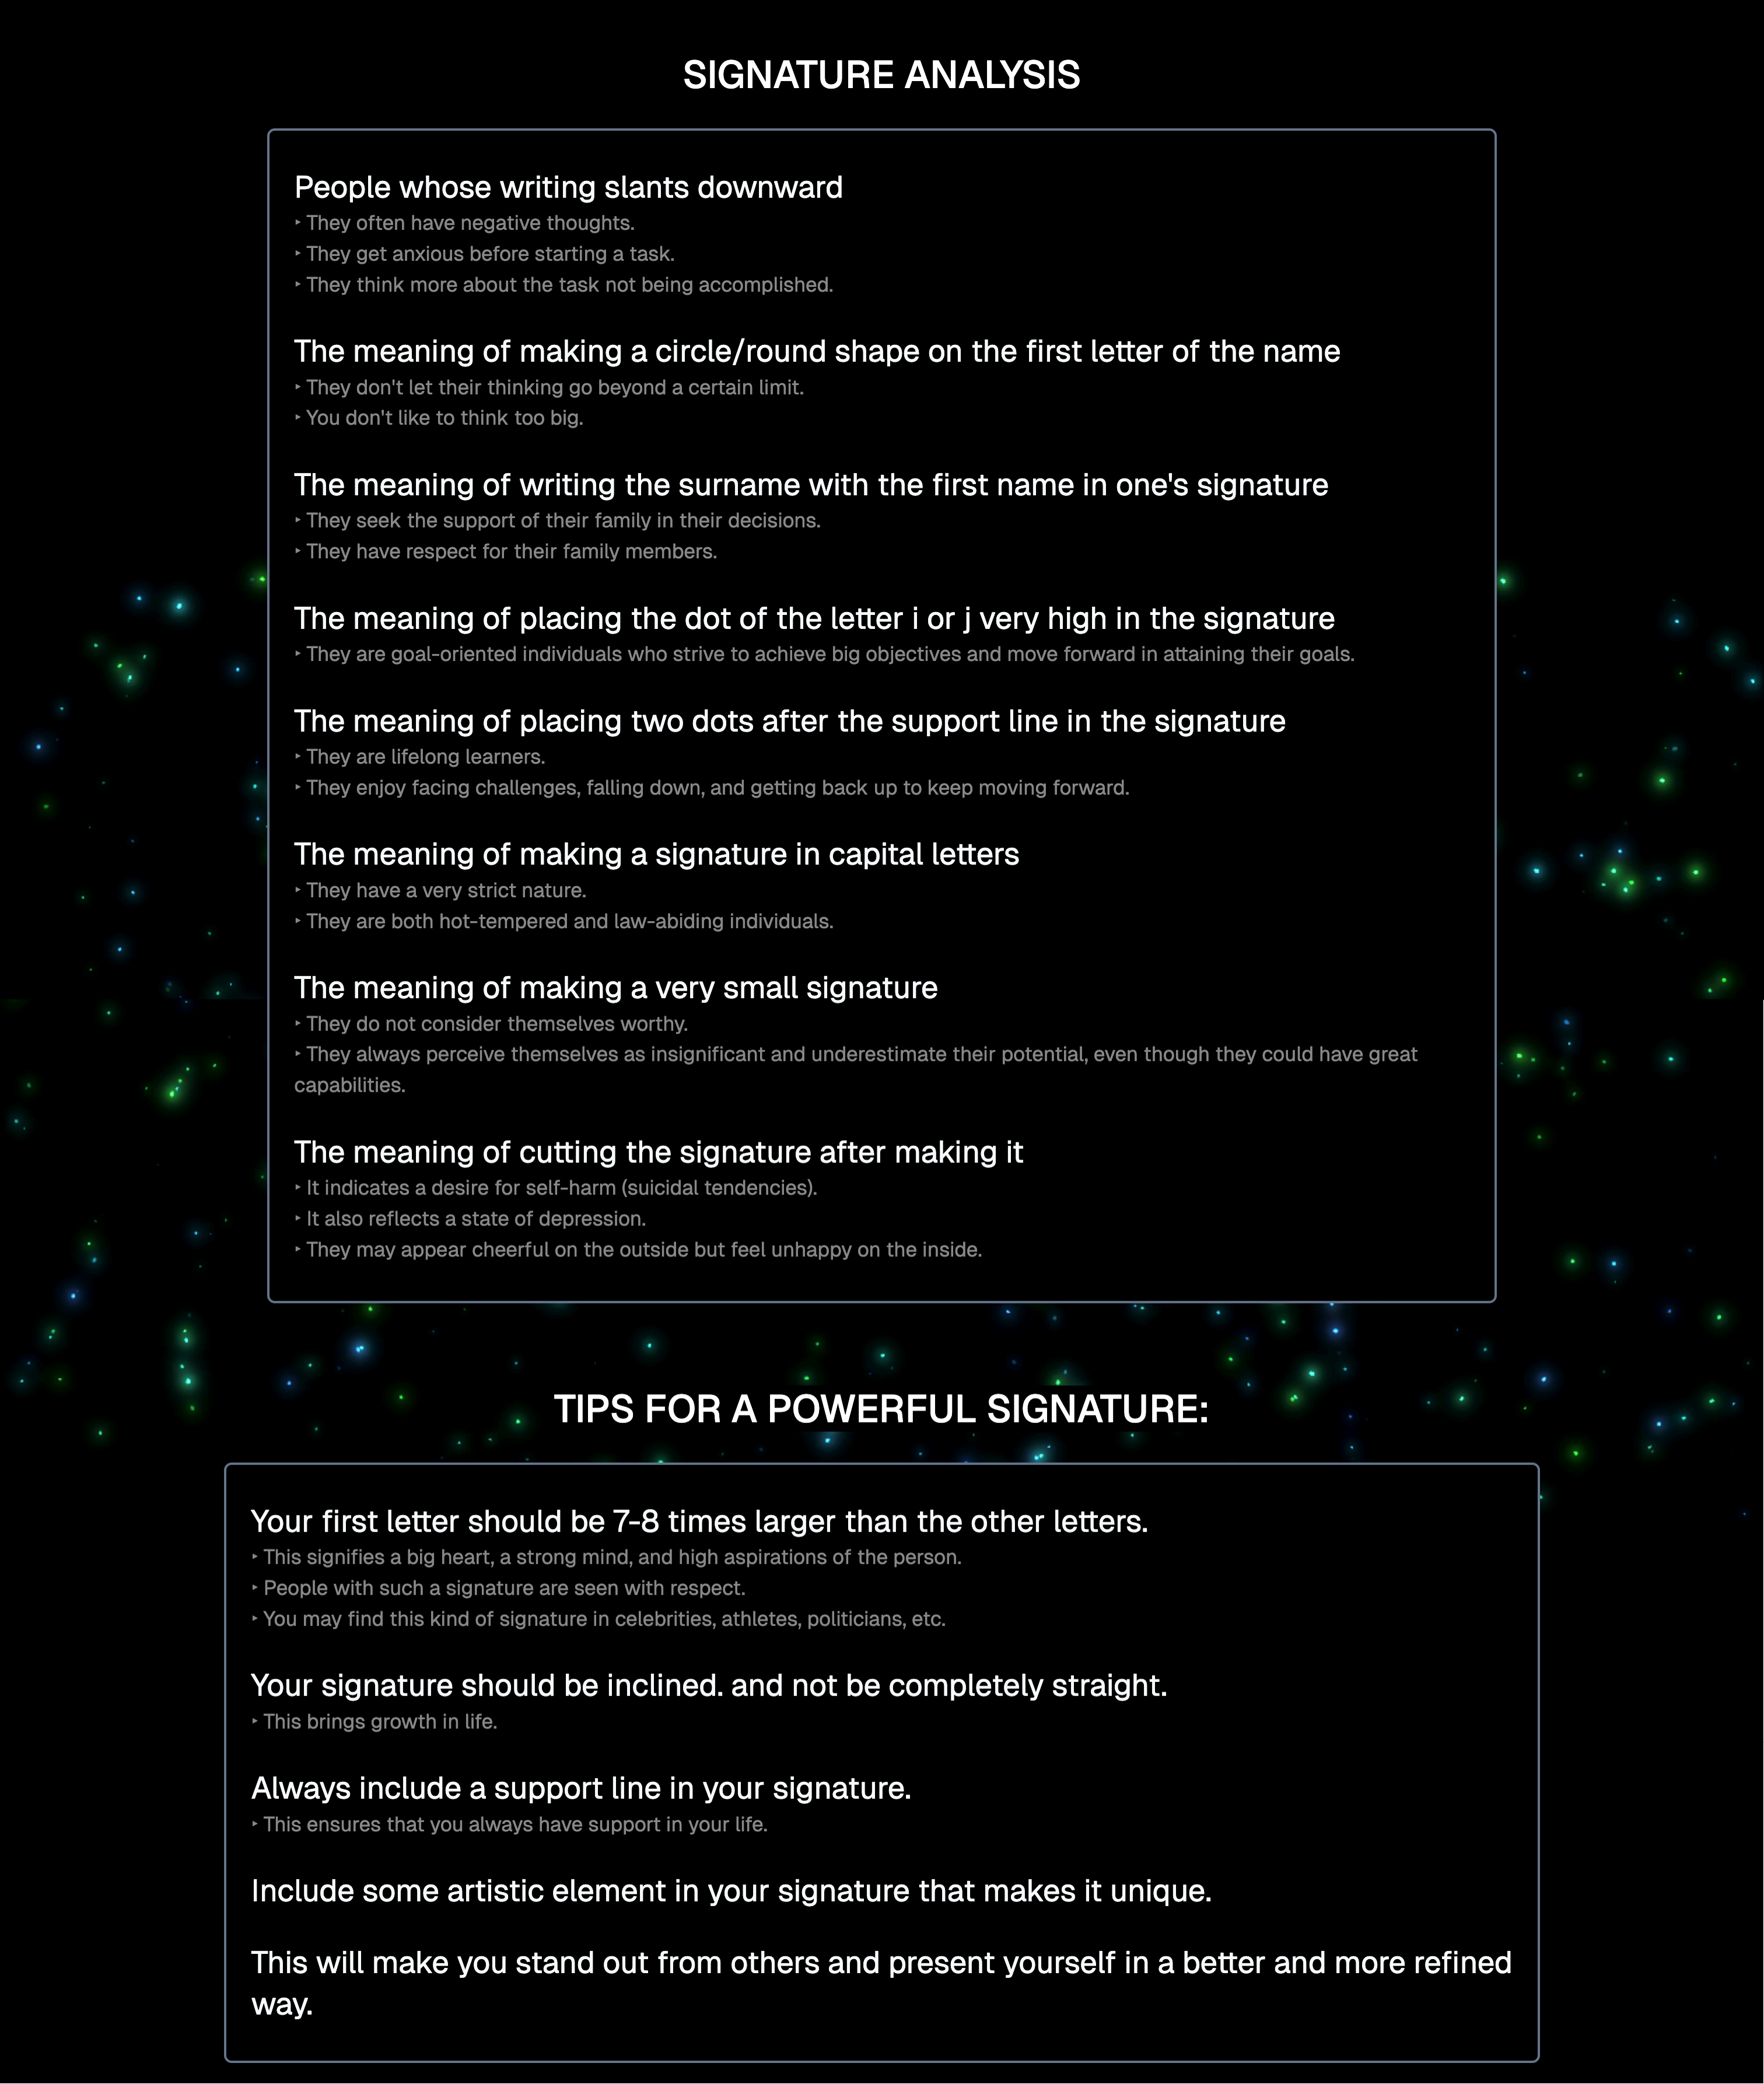 SIGNATURE ANALYSIS
People whose writing slants downward
‣ They often have negative thoughts.
‣ They get anxious before starting a task.
‣ They think more about the task not being accomplished.
The meaning of making a circle/round shape on the first letter of the name
‣ They don't let their thinking go beyond a certain limit.
‣ You don't like to think too big.
The meaning of writing the surname with the first name in one's signature
‣ They seek the support of their family in their decisions.
‣ They have respect for their family members.
The meaning of placing the dot of the letter i or j very high in the signature
‣ They are goal-oriented individuals who strive to achieve big objectives and move forward in attaining their goals.
The meaning of placing two dots after the support line in the signature
‣ They are lifelong learners.
‣ They enjoy facing challenges, falling down, and getting back up to keep moving forward.
The meaning of making a signature in capital letters
‣ They have a very strict nature.
‣ They are both hot-tempered and law-abiding individuals.
The meaning of making a very small signature
‣ They do not consider themselves worthy.
‣ They always perceive themselves as insignificant and underestimate their potential, even though they could have great
capabilities.
The meaning of cutting the signature after making it
‣ It indicates a desire for self-harm (suicidal tendencies).
‣ It also reflects a state of depression.
‣ They may appear cheerful on the outside but feel unhappy on the inside.
TIPS FOR A POWERFUL SIGNATURE:
Your first letter should be 7-8 times larger than the other letters.
‣ This signifies a big heart, a strong mind, and high aspirations of the person.
‣ People with such a signature are seen with respect.
‣ You may find this kind of signature in celebrities, athletes, politicians, etc.
Your signature should be inclined. and not be completely straight.
‣ This brings growth in life.
Always include a support line in your signature.
‣ This ensures that you always have support in your life.
Include some artistic element in your signature that makes it unique.
This will make you stand out from others and present yourself in a better and more refined
way.